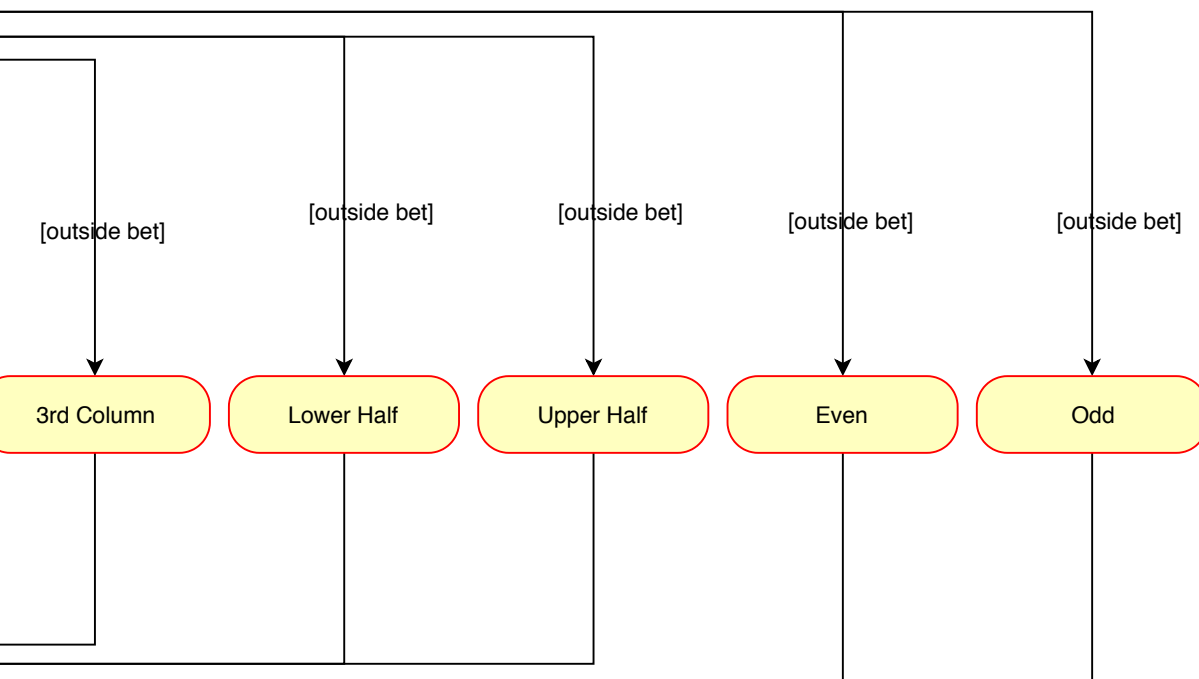 [outside bet]
[outside bet]
[outside bet]
[outside bet]
[outside bet]
3rd Column
Lower Half
Upper Half
Even
Odd